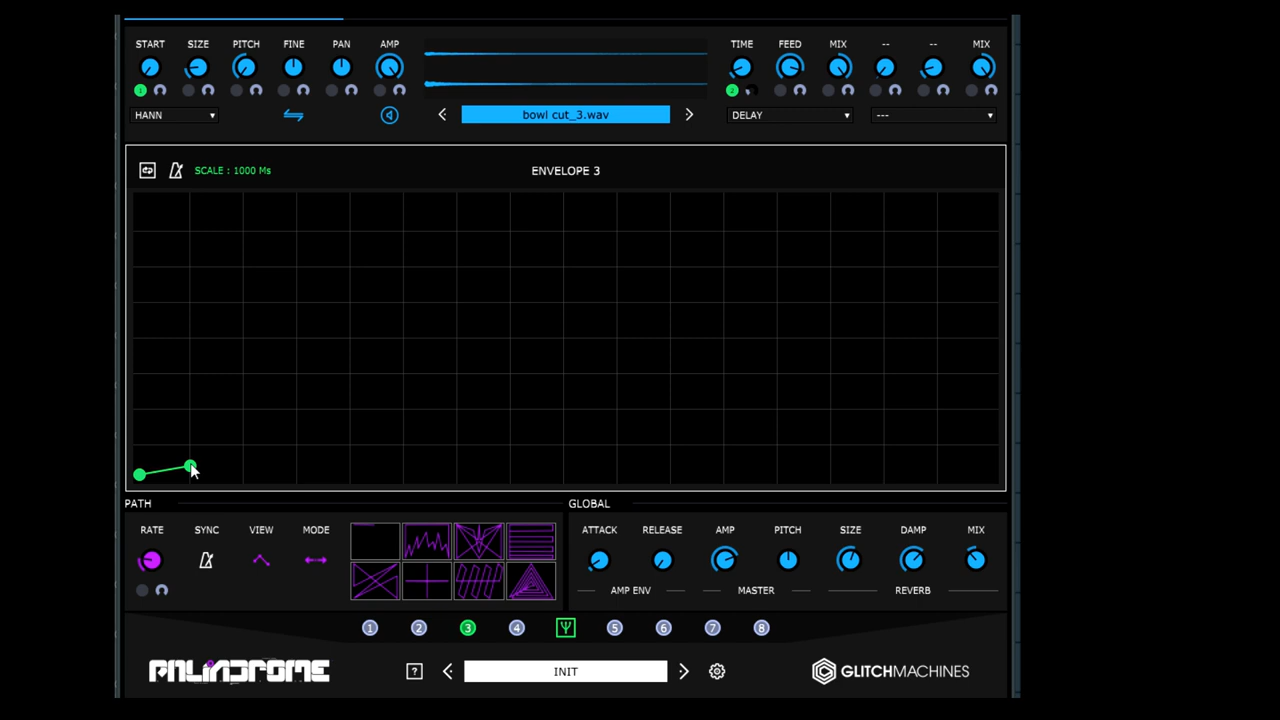 START SIZE PITCH FINE PAN AMP TIME FEED MIX -- -- MIX
1 2
HANN bowl cut_3.wav DELAY ---
SCALE : 1000 Ms ENVELOPE 3
PATH GLOBAL
RATE SYNC VIEW MODE ATTACK RELEASE AMP PITCH SIZE DAMP MIX
AMP ENV MASTER REVERB
1 2 3 4 5 6 7 8
PALINDROME ? INIT GLITCHMACHINES